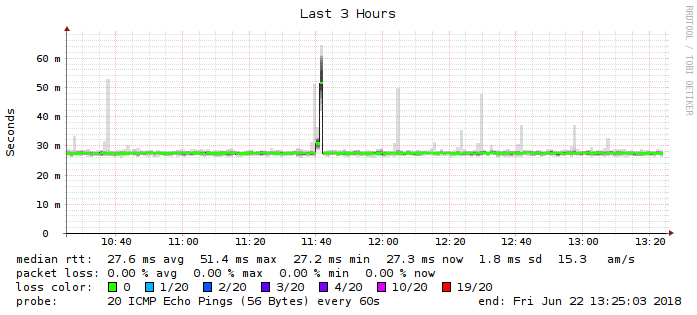 Last 3 Hours
RRDTOOL / TOBI OETIKER
Seconds
60 m
50 m
40 m
30 m
20 m
10 m
0
10:40 11:00 11:20 11:40 12:00 12:20 12:40 13:00 13:20
median rtt: 27.6 ms avg 51.4 ms max 27.2 ms min 27.3 ms now 1.8 ms sd 15.3 am/s
packet loss: 0.00 % avg 0.00 % max 0.00 % min 0.00 % now
loss color: 0 1/20 2/20 3/20 4/20 10/20 19/20
probe: 20 ICMP Echo Pings (56 Bytes) every 60s end: Fri Jun 22 13:25:03 2018